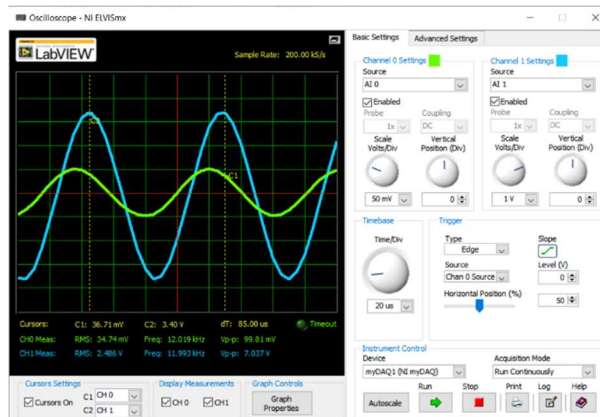 Oscilloscope - NI ELVISmx
LabVIEW
Sample Rate: 200.00 kS/s
C2
C1
Cursors: C1: 36.71 mV C2: 3.40 V dT: 85.00 us Timeout
CH0 Meas: RMS: 34.74 mV Freq: 12.019 kHz Vp-p: 99.81 mV
CH1 Meas: RMS: 2.486 V Freq: 11.993 kHz Vp-p: 7.037 V
Cursors Settings
Cursors On
C1 CH 0
C2 CH 1
Display Measurements
CH 0 CH1
Graph Controls
Graph
Properties
Basic Settings Advanced Settings
Channel 0 Settings
Source
AI 0
Enabled
Probe Coupling
1x DC
Scale Vertical
Volts/Div Position (Div)
50 mV 0
Channel 1 Settings
Source
AI 1
Enabled
Probe Coupling
1x DC
Scale Vertical
Volts/Div Position (Div)
1 V 0
Timebase
Time/Div
20 us
Trigger
Type Slope
Edge
Source Level (V)
Chan 0 Source 0
Horizontal Position (%)
50
Instrument Control
Device Acquisition Mode
myDAQ1 (NI myDAQ) Run Continuously
Run Stop Print Log Help
Autoscale